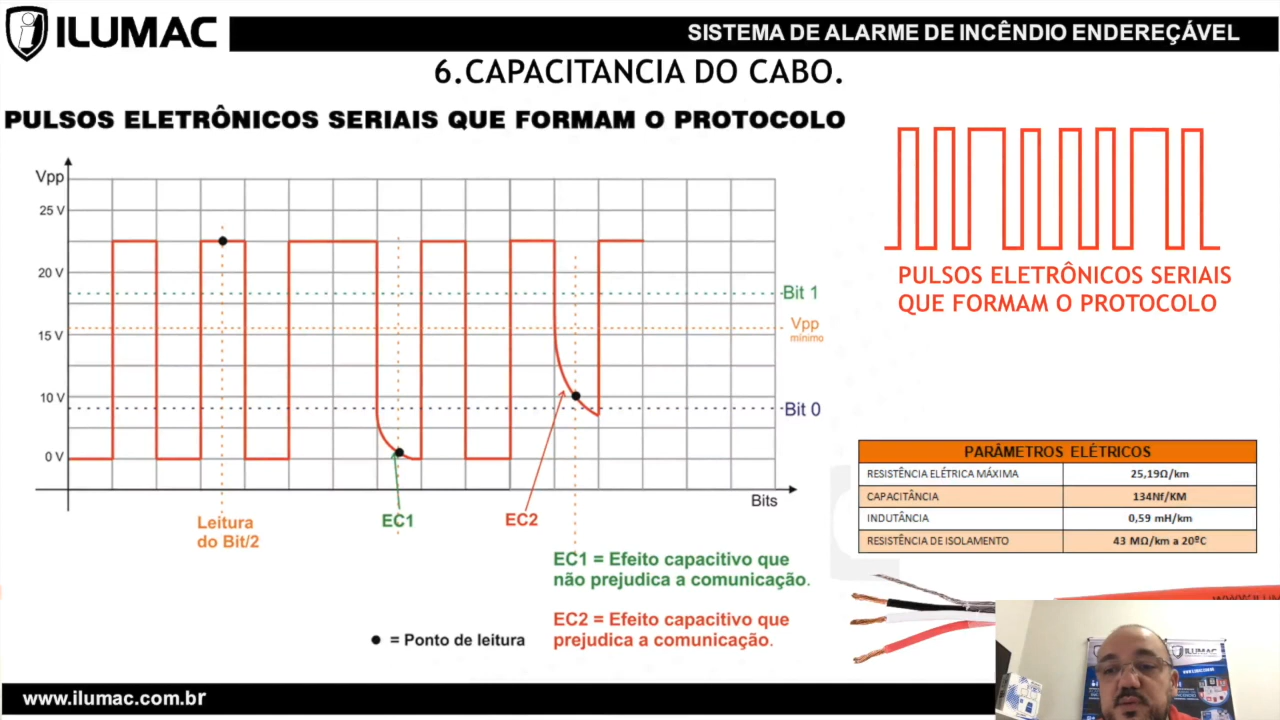 ILUMAC
SISTEMA DE ALARME DE INCÊNDIO ENDEREÇÁVEL
6.CAPACITANCIA DO CABO.
PULSOS ELETRÔNICOS SERIAIS QUE FORMAM O PROTOCOLO
Vpp
25 V
20 V
15 V
10 V
0 V
Bit 1
Vpp
mínimo
Bit 0
Bits
Leitura
do Bit/2
EC1
EC2
EC1 = Efeito capacitivo que
não prejudica a comunicação.
EC2 = Efeito capacitivo que
prejudica a comunicação.
= Ponto de leitura
PULSOS ELETRÔNICOS SERIAIS
QUE FORMAM O PROTOCOLO
PARÂMETROS ELÉTRICOS
RESISTÊNCIA ELÉTRICA MÁXIMA 25,19Ω/km
CAPACITÂNCIA 134Nf/KM
INDUTÂNCIA 0,59 mH/km
RESISTÊNCIA DE ISOLAMENTO 43 MΩ/km a 20ºC
ILUMAC
www.ilumac.com.br